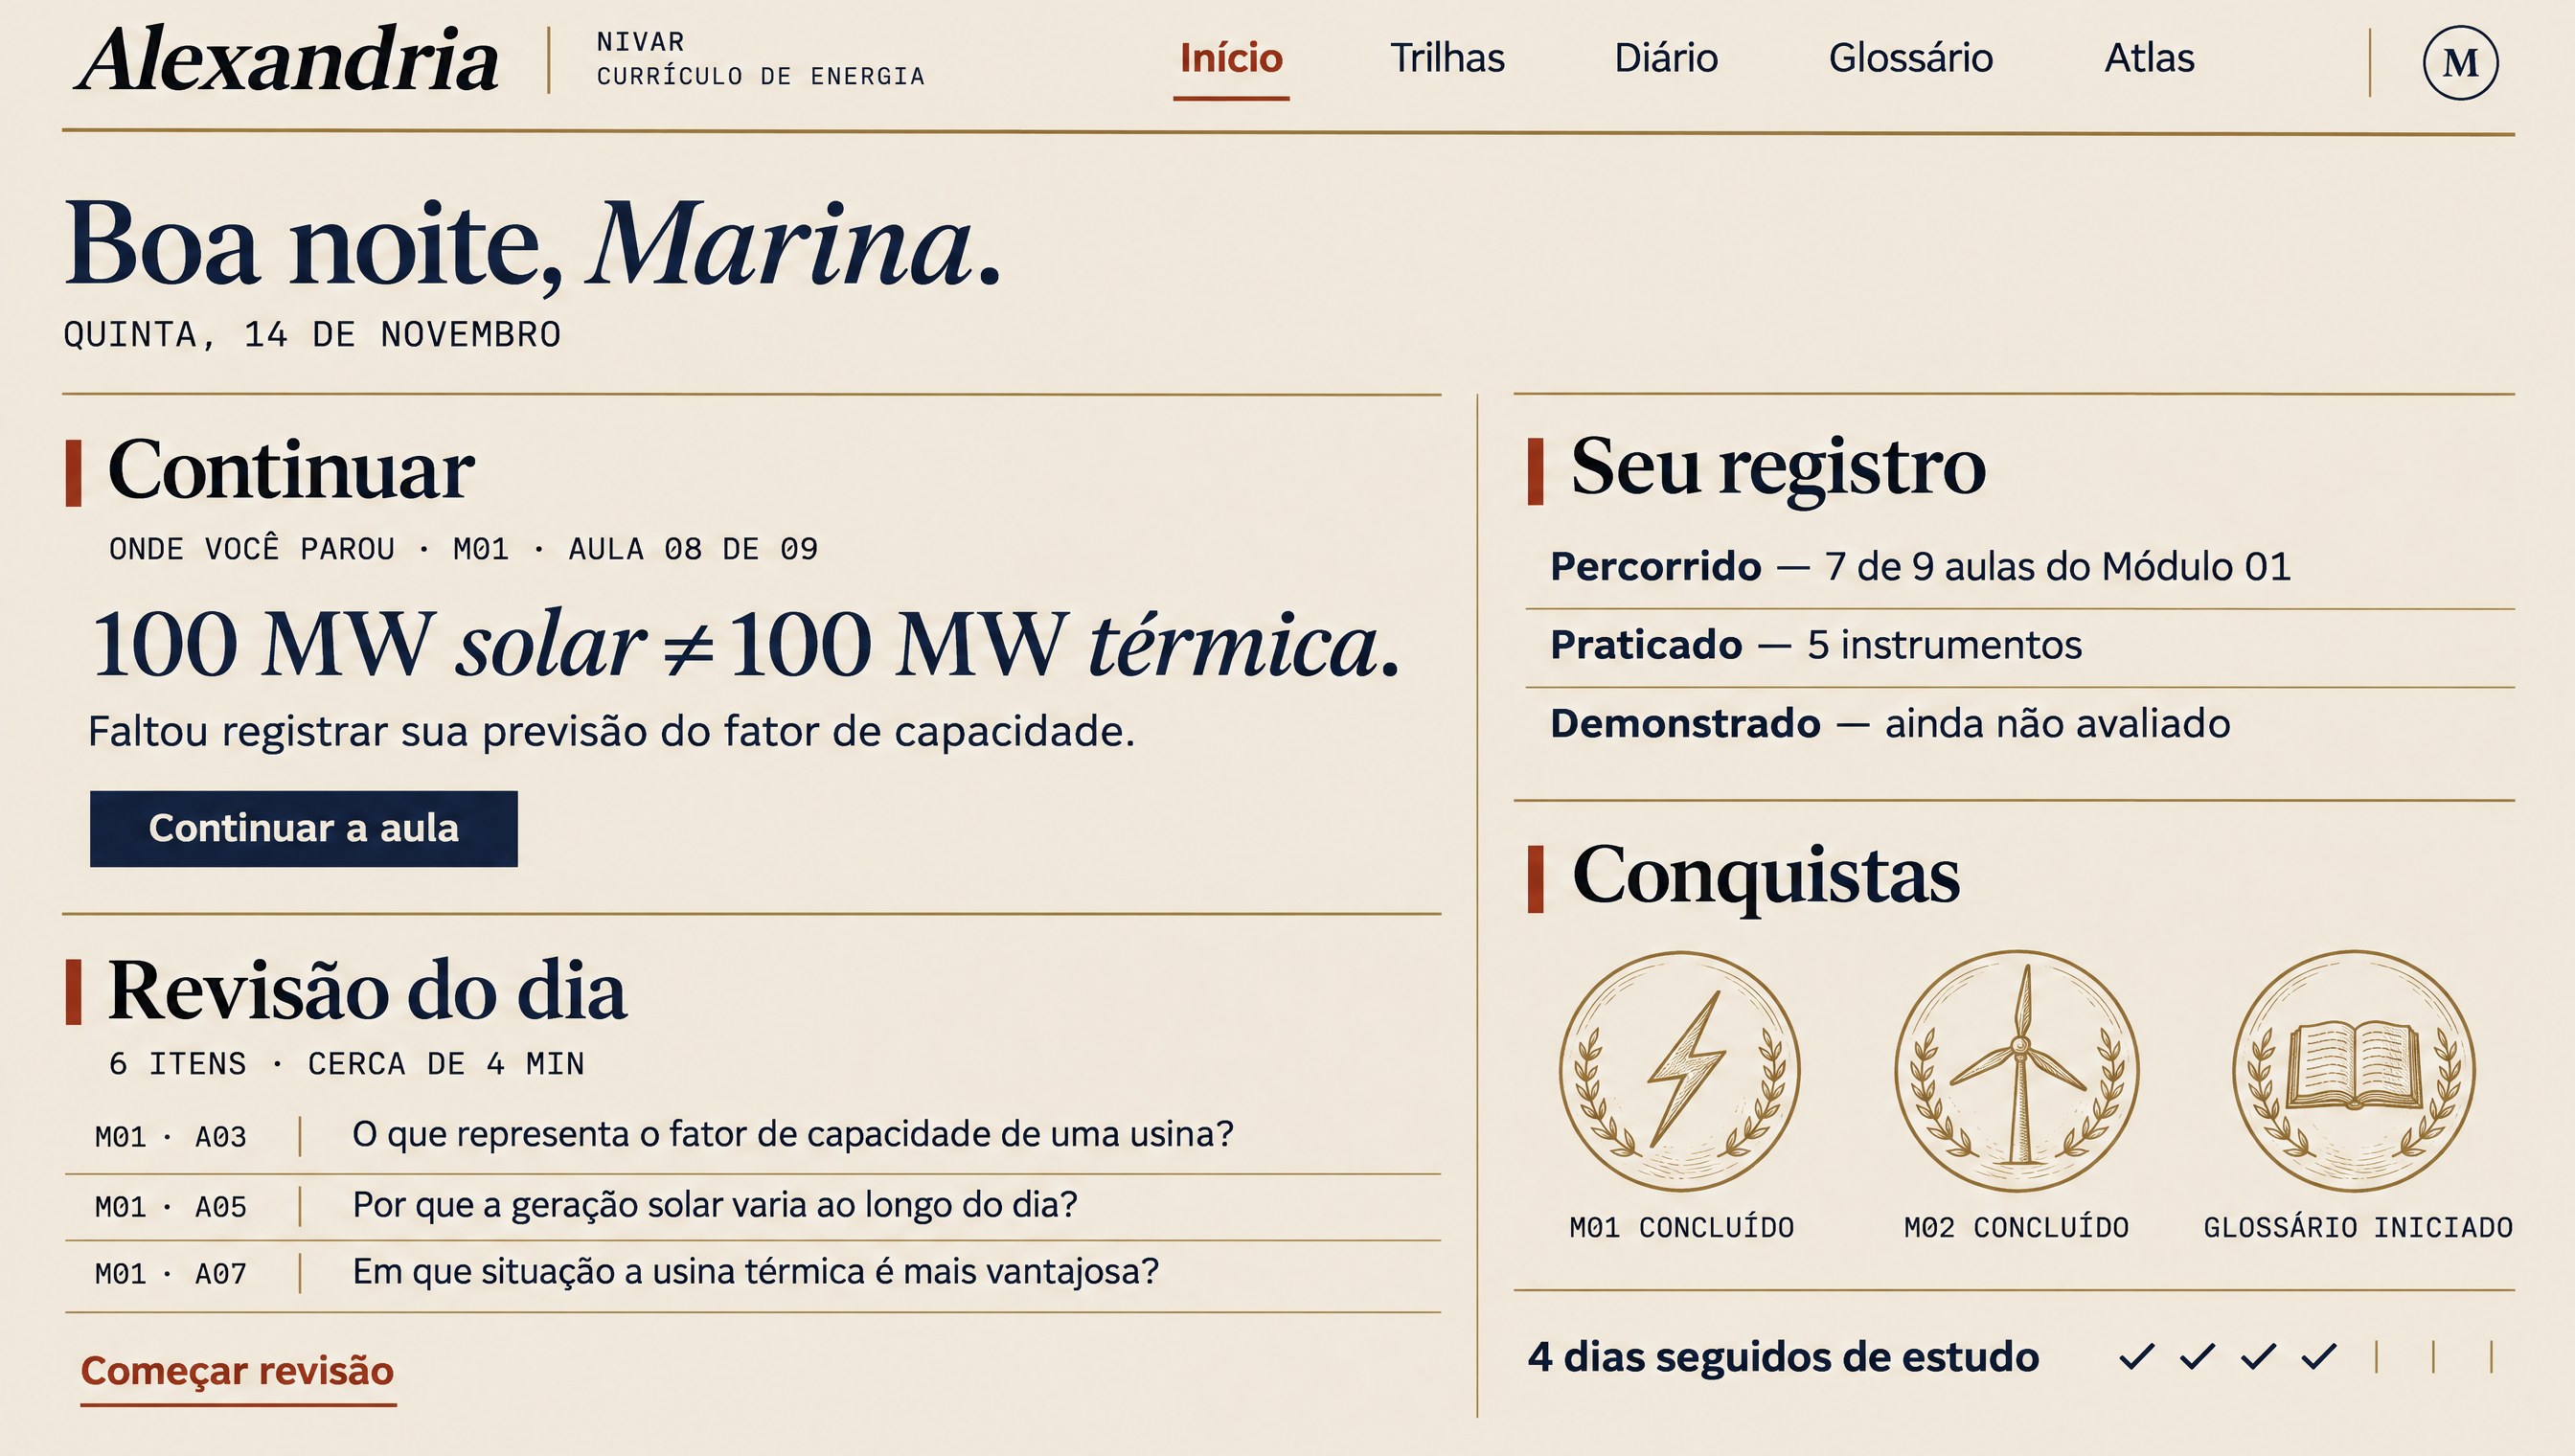 Alexandria
NIVAR
CURRÍCULO DE ENERGIA
Início
Trilhas
Diário
Glossário
Atlas
M
Boa noite, Marina.
QUINTA, 14 DE NOVEMBRO
Continuar
ONDE VOCÊ PAROU · M01 · AULA 08 DE 09
100 MW solar ≠ 100 MW térmica.
Faltou registrar sua previsão do fator de capacidade.
Continuar a aula
Revisão do dia
6 ITENS · CERCA DE 4 MIN
M01 · A03 | O que representa o fator de capacidade de uma usina?
M01 · A05 | Por que a geração solar varia ao longo do dia?
M01 · A07 | Em que situação a usina térmica é mais vantajosa?
Começar revisão
Seu registro
Percorrido — 7 de 9 aulas do Módulo 01
Praticado — 5 instrumentos
Demonstrado — ainda não avaliado
Conquistas
M01 CONCLUÍDO
M02 CONCLUÍDO
GLOSSÁRIO INICIADO
4 dias seguidos de estudo